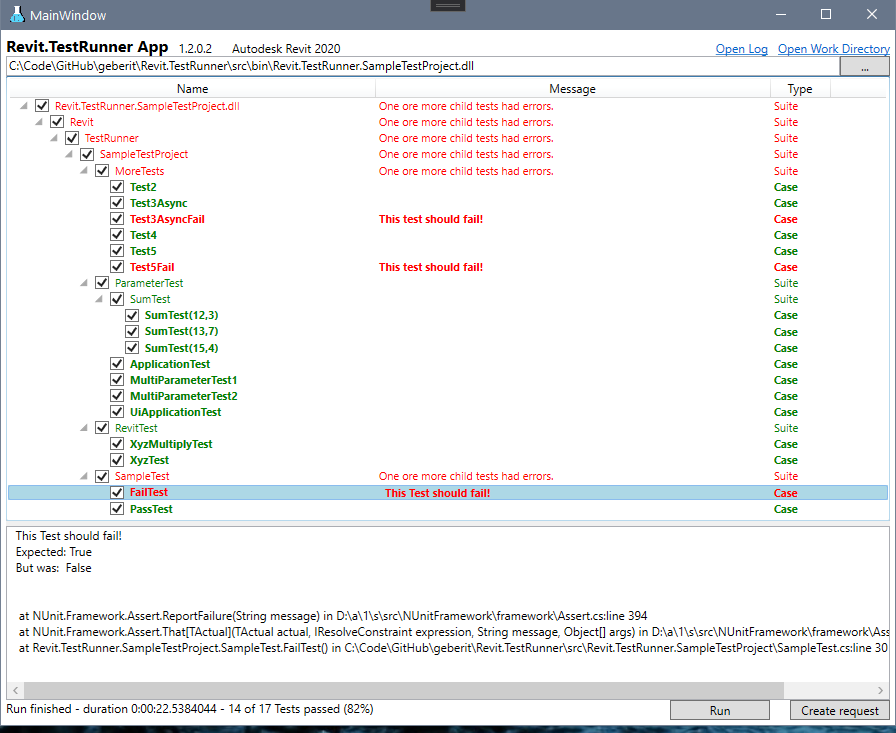 MainWindow
Revit.TestRunner App 1.2.0.2 Autodesk Revit 2020 Open Log Open Work Directory
C:\Code\GitHub\geberit\Revit.TestRunner\src\bin\Revit.TestRunner.SampleTestProject.dll ...
Name Message Type
Revit.TestRunner.SampleTestProject.dll One ore more child tests had errors. Suite
Revit One ore more child tests had errors. Suite
TestRunner One ore more child tests had errors. Suite
SampleTestProject One ore more child tests had errors. Suite
MoreTests One ore more child tests had errors. Suite
Test2 Case
Test3Async Case
Test3AsyncFail This test should fail! Case
Test4 Case
Test5 Case
Test5Fail This test should fail! Case
ParameterTest Suite
SumTest Suite
SumTest(12,3) Case
SumTest(13,7) Case
SumTest(15,4) Case
ApplicationTest Case
MultiParameterTest1 Case
MultiParameterTest2 Case
UiApplicationTest Case
RevitTest Suite
XyzMultiplyTest Case
XyzTest Case
SampleTest One ore more child tests had errors. Suite
FailTest This Test should fail! Case
PassTest Case
This Test should fail!
Expected: True
But was: False
at NUnit.Framework.Assert.ReportFailure(String message) in D:\a\1\s\src\NUnitFramework\framework\Assert.cs:line 394
at NUnit.Framework.Assert.That[TActual](TActual actual, IResolveConstraint expression, String message, Object[] args) in D:\a\1\s\src\NUnitFramework\framework\Ass
at Revit.TestRunner.SampleTestProject.SampleTest.FailTest() in C:\Code\GitHub\geberit\Revit.TestRunner\src\Revit.TestRunner.SampleTestProject\SampleTest.cs:line 30
Run finished - duration 0:00:22.5384044 - 14 of 17 Tests passed (82%) Run Create request